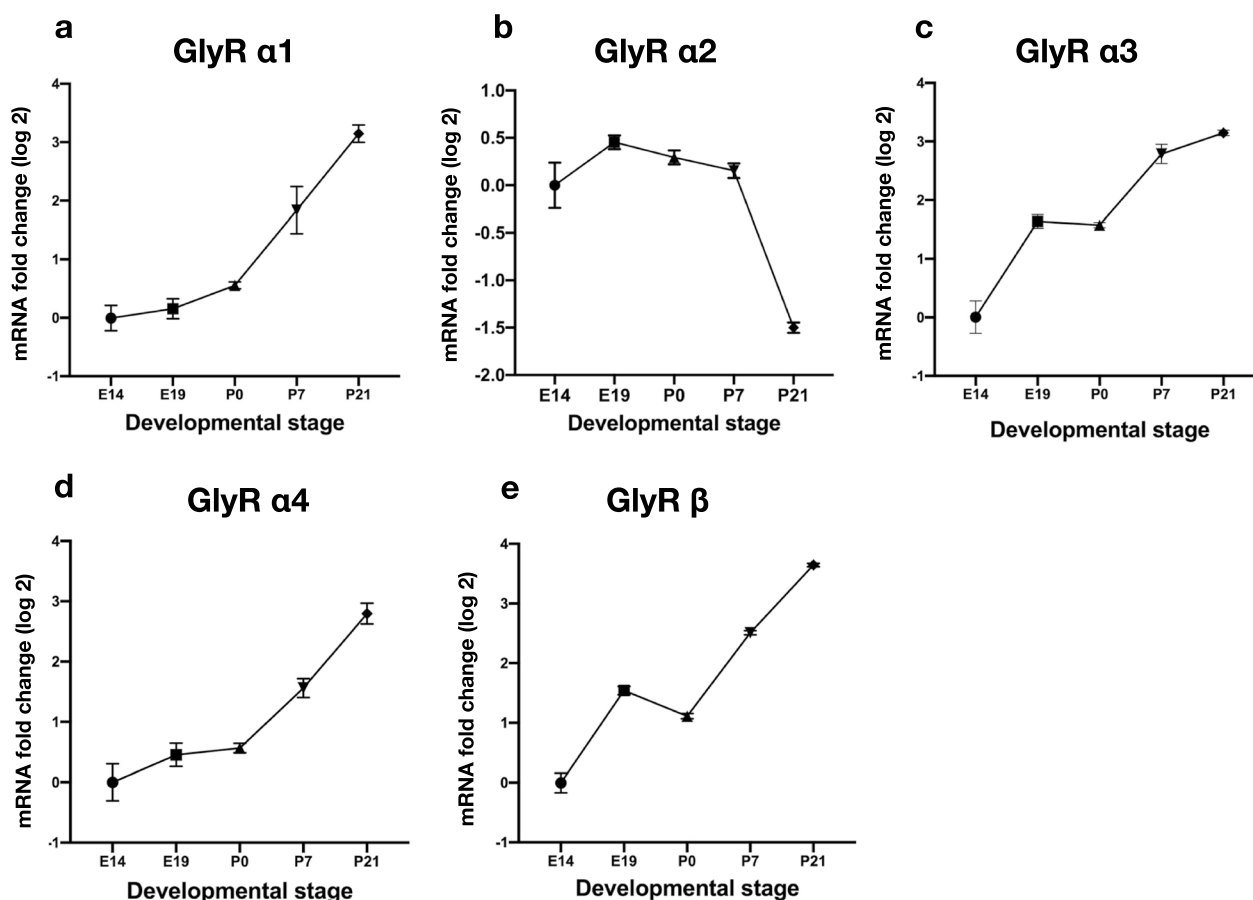 a
GlyR α1
mRNA fold change (log 2)
4
3
2
1
0
-1
E14 E19 P0 P7 P21
Developmental stage
b
GlyR α2
mRNA fold change (log 2)
1.0
0.5
0.0
-0.5
-1.0
-1.5
-2.0
E14 E19 P0 P7 P21
Developmental stage
c
GlyR α3
mRNA fold change (log 2)
4
3
2
1
0
-1
E14 E19 P0 P7 P21
Developmental stage
d
GlyR α4
mRNA fold change (log 2)
4
3
2
1
0
-1
E14 E19 P0 P7 P21
Developmental stage
e
GlyR β
mRNA fold change (log 2)
4
3
2
1
0
-1
E14 E19 P0 P7 P21
Developmental stage